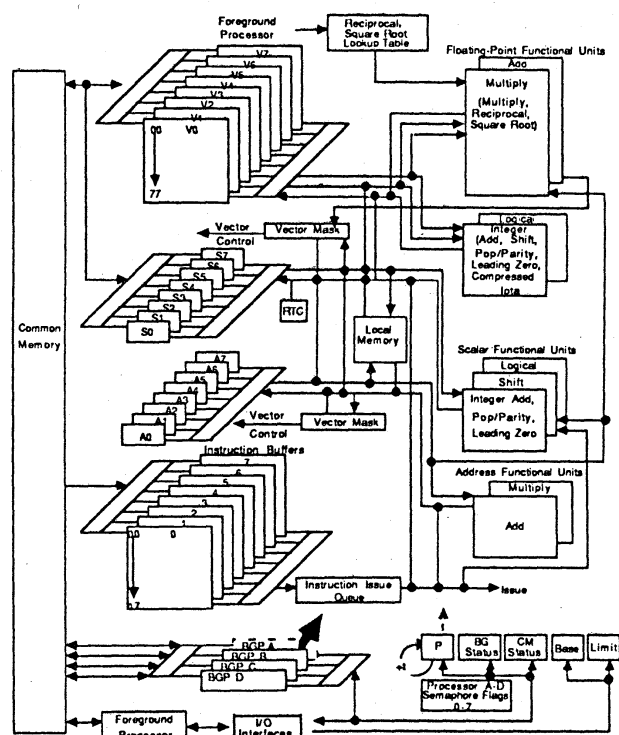 Foreground
Processor
Reciprocal,
Square Root
Lookup Table
Floating-Point Functional Units
Add
Multiply
(Multiply,
Reciprocal,
Square Root)
V7
V6
V5
V4
V3
V2
V1
00 V0
77
Logical
Integer
(Add, Shift,
Pop/Parity,
Leading Zero,
Compressed
Iota
Vector
Control
Vector Mask
S7
S6
S5
S4
S3
S2
S1
S0
RTC
Local
Memory
Common
Memory
Scalar Functional Units
Logical
Shift
Integer Add,
Pop/Parity,
Leading Zero
A7
A6
A5
A4
A3
A2
A1
A0
Vector
Control
Vector Mask
Instruction Buffers
7
6
5
4
3
2
1
00 0
Address Functional Units
Multiply
Add
Instruction Issue
Queue
Issue
BGP A
BGP B
BGP C
BGP D
+1
P
BG
Status
CM
Status
Base
Limit
Processor A-D
Semaphore Flags
0-7
Foreground
Processor
I/O
Interfaces